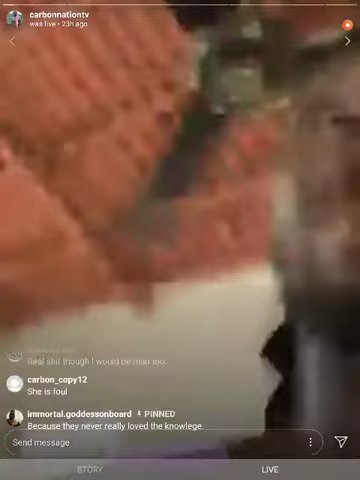 carbonnationtv
was live • 23h ago
Real shit though I would be mad too.
carbon_copy12
She is foul
immortal.goddessonboard PINNED
Because they never really loved the knowlege
Send message
STORY
LIVE